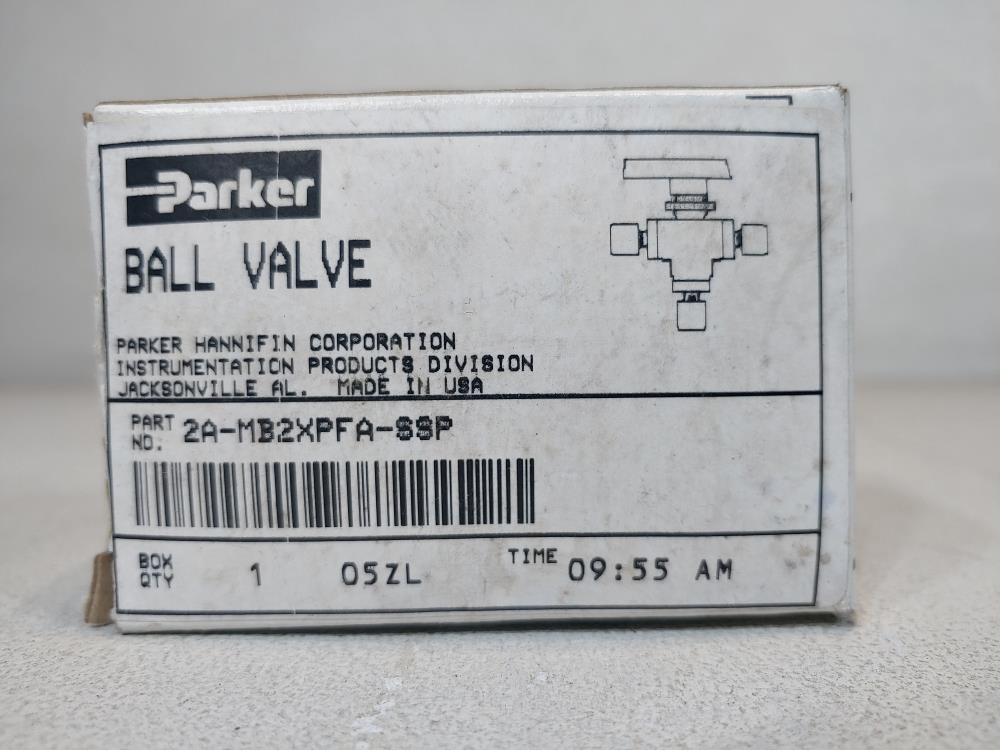 Parker
BALL VALVE
PARKER HANNIFIN CORPORATION
INSTRUMENTATION PRODUCTS DIVISION
JACKSONVILLE AL. MADE IN USA
PART NO. 2A-MB2XPFA-SSP
BOX QTY 1 05ZL TIME 09:55 AM